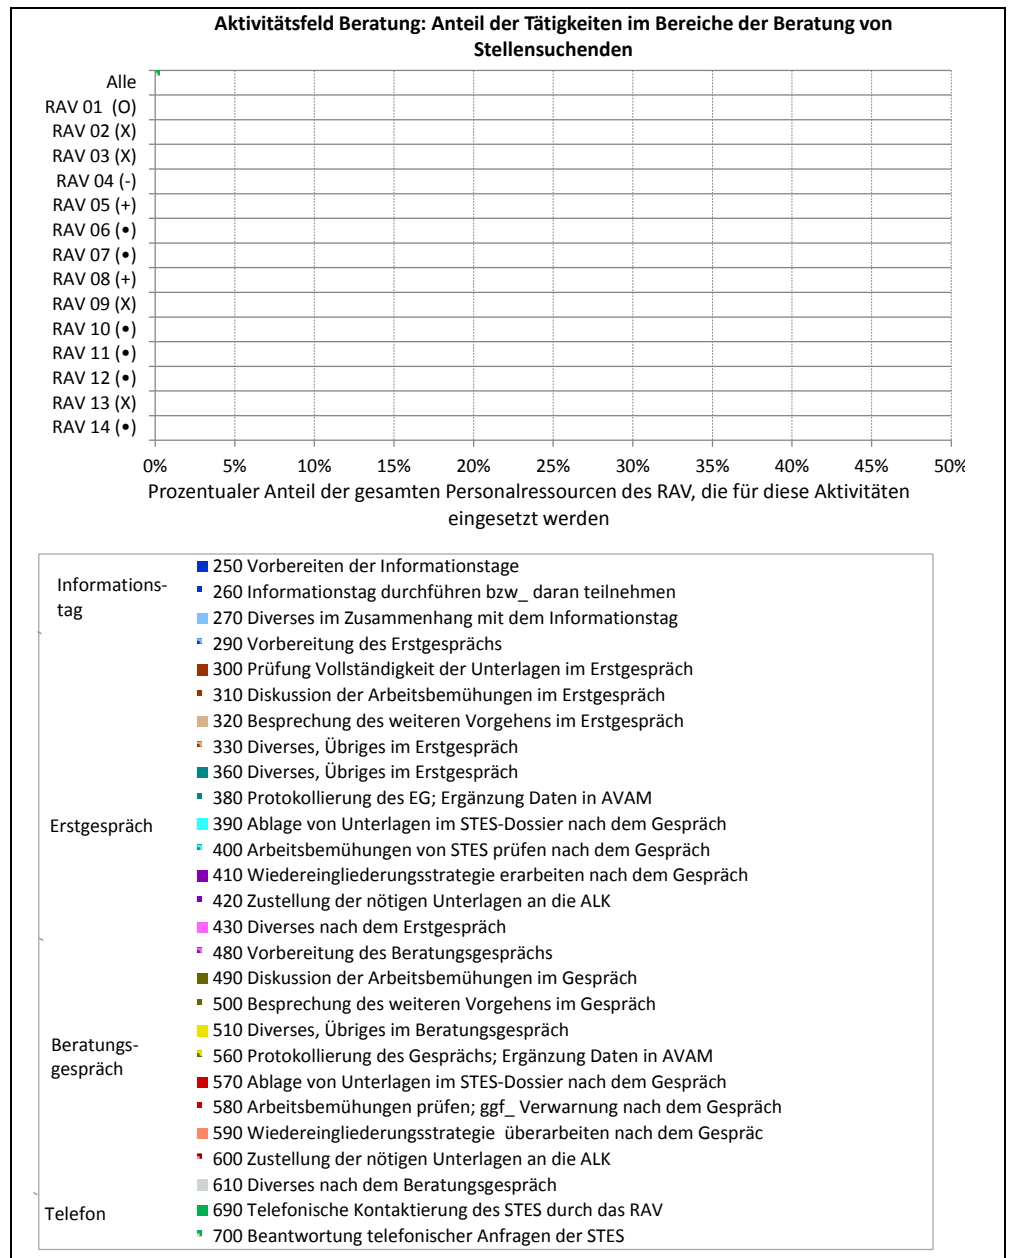 Aktivitätsfeld Beratung: Anteil der Tätigkeiten im Bereiche der Beratung von
Stellensuchenden
Alle
RAV 01  (O)
RAV 02 (X)
RAV 03 (X)
RAV 04 (-)
RAV 05 (+)
RAV 06 (•)
RAV 07 (•)
RAV 08 (+)
RAV 09 (X)
RAV 10 (•)
RAV 11 (•)
RAV 12 (•)
RAV 13 (X)
RAV 14 (•)
0% 5% 10% 15% 20% 25% 30% 35% 40% 45% 50%
Prozentualer Anteil der gesamten Personalressourcen des RAV, die für diese Aktivitäten
eingesetzt werden
Informations-
tag
250 Vorbereiten der Informationstage
260 Informationstag durchführen bzw_ daran teilnehmen
270 Diverses im Zusammenhang mit dem Informationstag
Erstgespräch
290 Vorbereitung des Erstgesprächs
300 Prüfung Vollständigkeit der Unterlagen im Erstgespräch
310 Diskussion der Arbeitsbemühungen im Erstgespräch
320 Besprechung des weiteren Vorgehens im Erstgespräch
330 Diverses, Übriges im Erstgespräch
360 Diverses, Übriges im Erstgespräch
380 Protokollierung des EG; Ergänzung Daten in AVAM
390 Ablage von Unterlagen im STES-Dossier nach dem Gespräch
400 Arbeitsbemühungen von STES prüfen nach dem Gespräch
410 Wiedereingliederungsstrategie erarbeiten nach dem Gespräch
420 Zustellung der nötigen Unterlagen an die ALK
430 Diverses nach dem Erstgespräch
Beratungs-
gespräch
480 Vorbereitung des Beratungsgesprächs
490 Diskussion der Arbeitsbemühungen im Gespräch
500 Besprechung des weiteren Vorgehens im Gespräch
510 Diverses, Übriges im Beratungsgespräch
560 Protokollierung des Gesprächs; Ergänzung Daten in AVAM
570 Ablage von Unterlagen im STES-Dossier nach dem Gespräch
580 Arbeitsbemühungen prüfen; ggf_ Verwarnung nach dem Gespräch
590 Wiedereingliederungsstrategie  überarbeiten nach dem Gespräc
600 Zustellung der nötigen Unterlagen an die ALK
610 Diverses nach dem Beratungsgespräch
Telefon
690 Telefonische Kontaktierung des STES durch das RAV
700 Beantwortung telefonischer Anfragen der STES